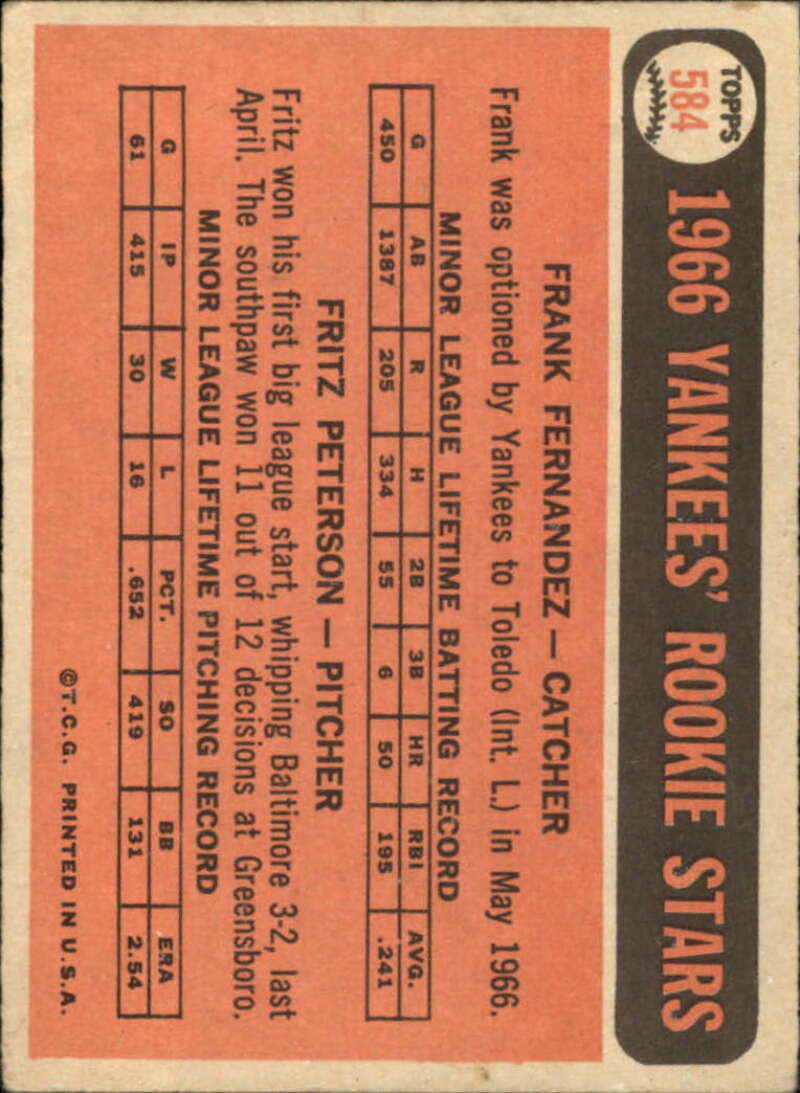 TOPPS
584
1966 YANKEES' ROOKIE STARS
FRANK FERNANDEZ — CATCHER
Frank was optioned by Yankees to Toledo (Int. L.) in May 1966.
MINOR LEAGUE LIFETIME BATTING RECORD
G AB R H 2B 3B HR RBI AVG.
450 1387 205 334 55 6 50 195 .241
FRITZ PETERSON — PITCHER
Fritz won his first big league start, whipping Baltimore 3-2, last
April. The southpaw won 11 out of 12 decisions at Greensboro.
MINOR LEAGUE LIFETIME PITCHING RECORD
G IP W L PCT. SO BB ERA
61 415 30 16 .652 419 131 2.54
©T.C.G. PRINTED IN U.S.A.